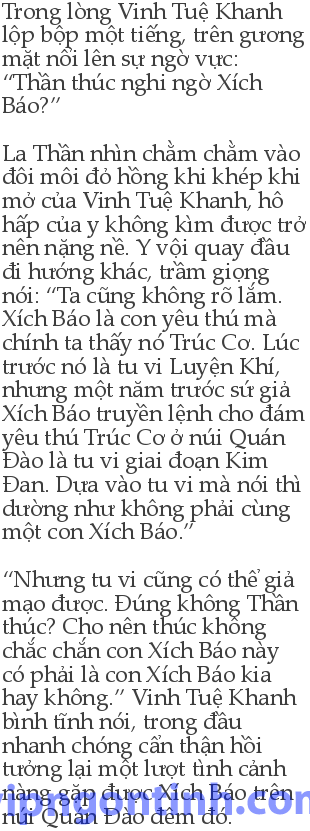 Trong lòng Vinh Tuệ Khanh
lộp bộp một tiếng, trên gương
mặt nổi lên sự ngờ vực:
“Thần thúc nghi ngờ Xích
Báo?”
La Thần nhìn chằm chằm vào
đôi môi đỏ hồng khi khép khi
mở của Vinh Tuệ Khanh, hô
hấp của y không kìm được trở
nên nặng nề. Y vội quay đầu
đi hướng khác, trầm giọng
nói: “Ta cũng không rõ lắm.
Xích Báo là con yêu thú mà
chính ta thấy nó Trúc Cơ. Lúc
trước nó là tu vi Luyện Khí,
nhưng một năm trước sứ giả
Xích Báo truyền lệnh cho đám
yêu thú Trúc Cơ ở núi Quán
Đào là tu vi giai đoạn Kim
Đan. Dựa vào tu vi mà nói thì
dường như không phải cùng
một con Xích Báo.”
“Nhưng tu vi cũng có thể giả
mạo được. Đúng không Thần
thúc? Cho nên thúc không
chắc chắn con Xích Báo này
có phải là con Xích Báo kia
hay không.” Vinh Tuệ Khanh
bình tĩnh nói, trong đầu
nhanh chóng cẩn thận hồi
tưởng lại một lượt tình cảnh
nàng gặp được Xích Báo trên
núi Quán Đào đêm đó.
vipngontinh.com